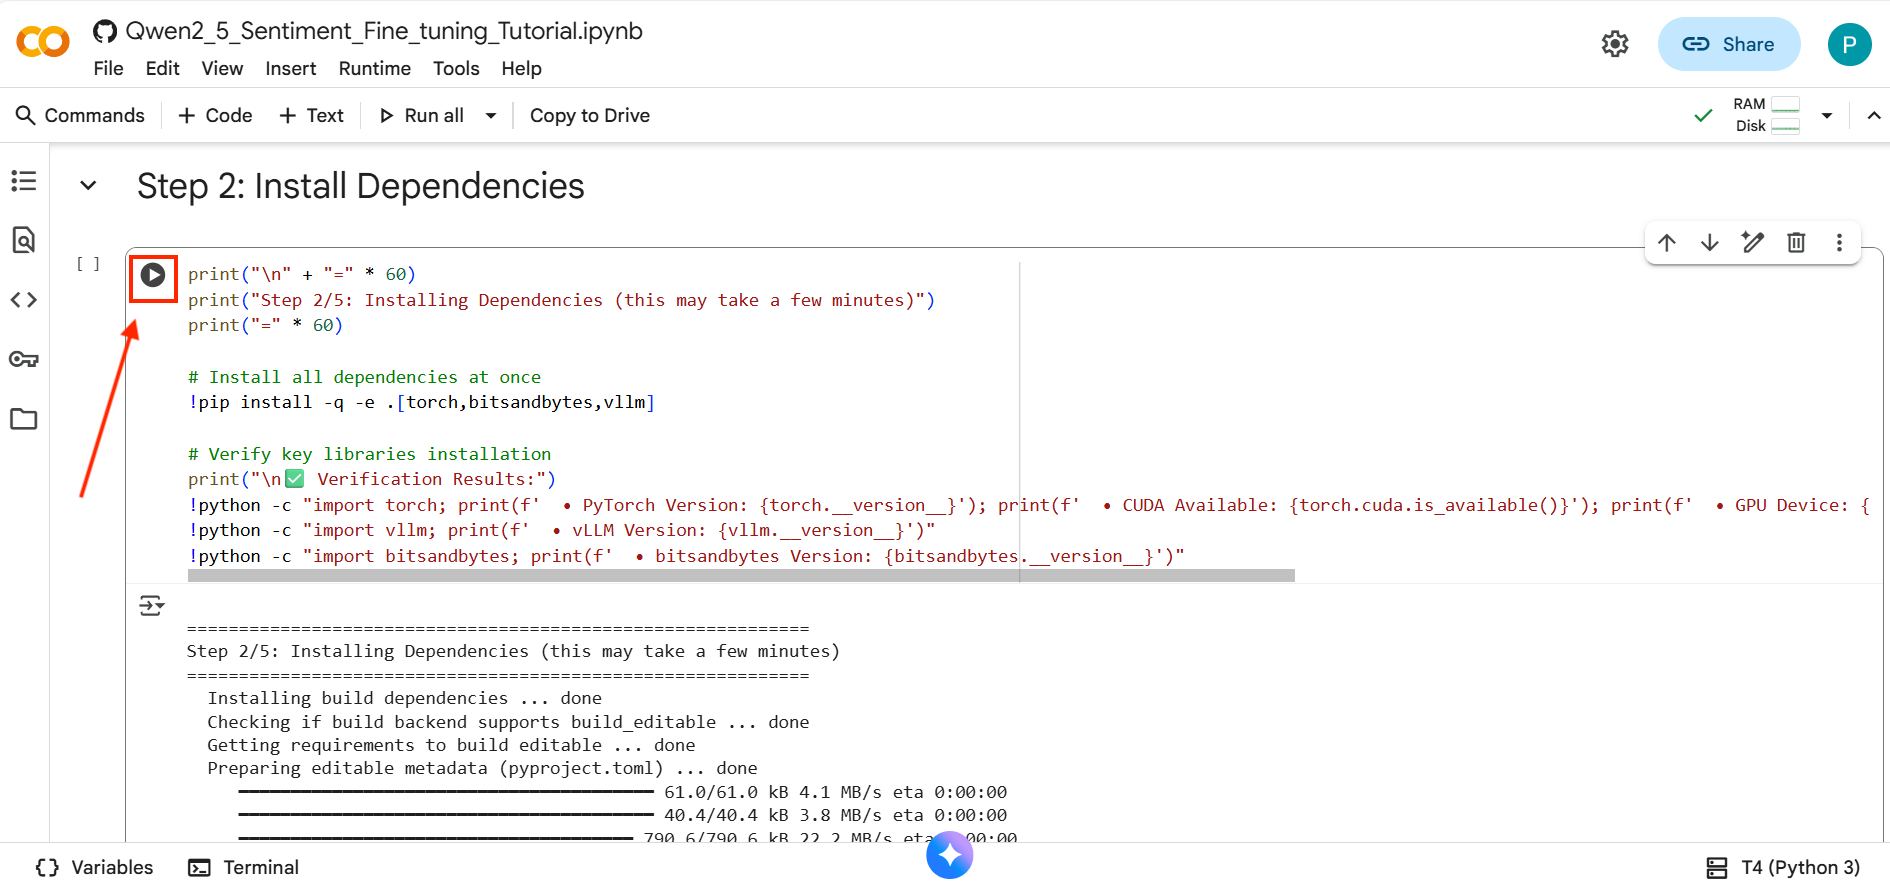 Qwen2_5_Sentiment_Fine_tuning_Tutorial.ipynb
File Edit View Insert Runtime Tools Help
Share
P
Commands + Code + Text Run all Copy to Drive
RAM
Disk
Step 2: Install Dependencies
[ ]
print("\n" + "=" * 60)
print("Step 2/5: Installing Dependencies (this may take a few minutes)")
print("=" * 60)
# Install all dependencies at once
!pip install -q -e .[torch,bitsandbytes,vllm]
# Verify key libraries installation
print("\n✅ Verification Results:")
!python -c "import torch; print(f'  • PyTorch Version: {torch.__version__}'); print(f'  • CUDA Available: {torch.cuda.is_available()}'); print(f'  • GPU Device: {
!python -c "import vllm; print(f'  • vLLM Version: {vllm.__version__}')"
!python -c "import bitsandbytes; print(f'  • bitsandbytes Version: {bitsandbytes.__version__}')"
============================================================
Step 2/5: Installing Dependencies (this may take a few minutes)
============================================================
Installing build dependencies ... done
Checking if build backend supports build_editable ... done
Getting requirements to build editable ... done
Preparing editable metadata (pyproject.toml) ... done
61.0/61.0 kB 4.1 MB/s eta 0:00:00
40.4/40.4 kB 3.8 MB/s eta 0:00:00
790.6/790.6 kB 22.2 MB/s eta 00:00
{} Variables Terminal
T4 (Python 3)